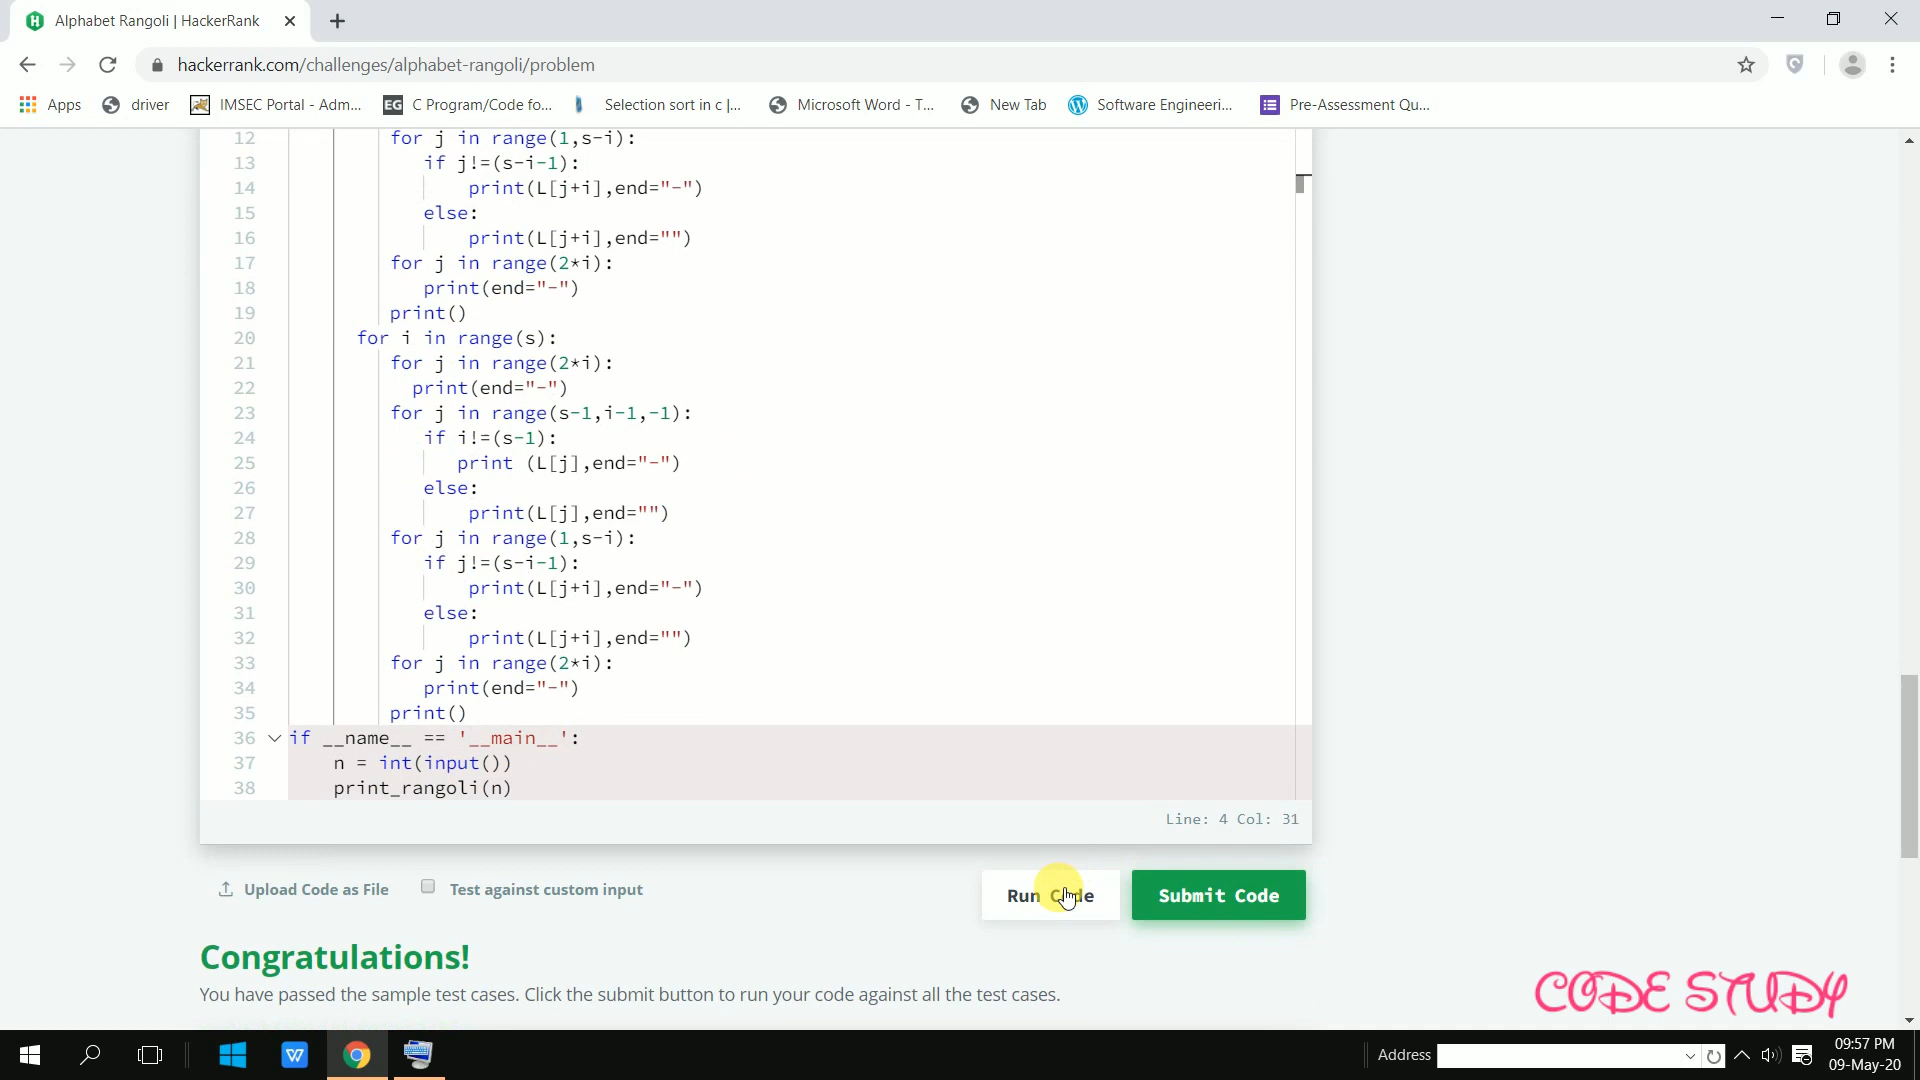 Alphabet Rangoli | HackerRank
hackerrank.com/challenges/alphabet-rangoli/problem
Apps driver IMSEC Portal - Adm... EG C Program/Code fo... Selection sort in c |... Microsoft Word - T... New Tab Software Engineeri... Pre-Assessment Qu...
12 for j in range(1,s-i):
13 if j!=(s-i-1):
14 print(L[j+i],end="-")
15 else:
16 print(L[j+i],end="")
17 for j in range(2*i):
18 print(end="-")
19 print()
20 for i in range(s):
21 for j in range(2*i):
22 print(end="-")
23 for j in range(s-1,i-1,-1):
24 if i!=(s-1):
25 print (L[j],end="-")
26 else:
27 print(L[j],end="")
28 for j in range(1,s-i):
29 if j!=(s-i-1):
30 print(L[j+i],end="-")
31 else:
32 print(L[j+i],end="")
33 for j in range(2*i):
34 print(end="-")
35 print()
36 if __name__ == '__main__':
37 n = int(input())
38 print_rangoli(n)
Line: 4 Col: 31
Upload Code as File Test against custom input Run Code Submit Code
Congratulations!
You have passed the sample test cases. Click the submit button to run your code against all the test cases.
CODE STUDY
Address
09:57 PM
09-May-20